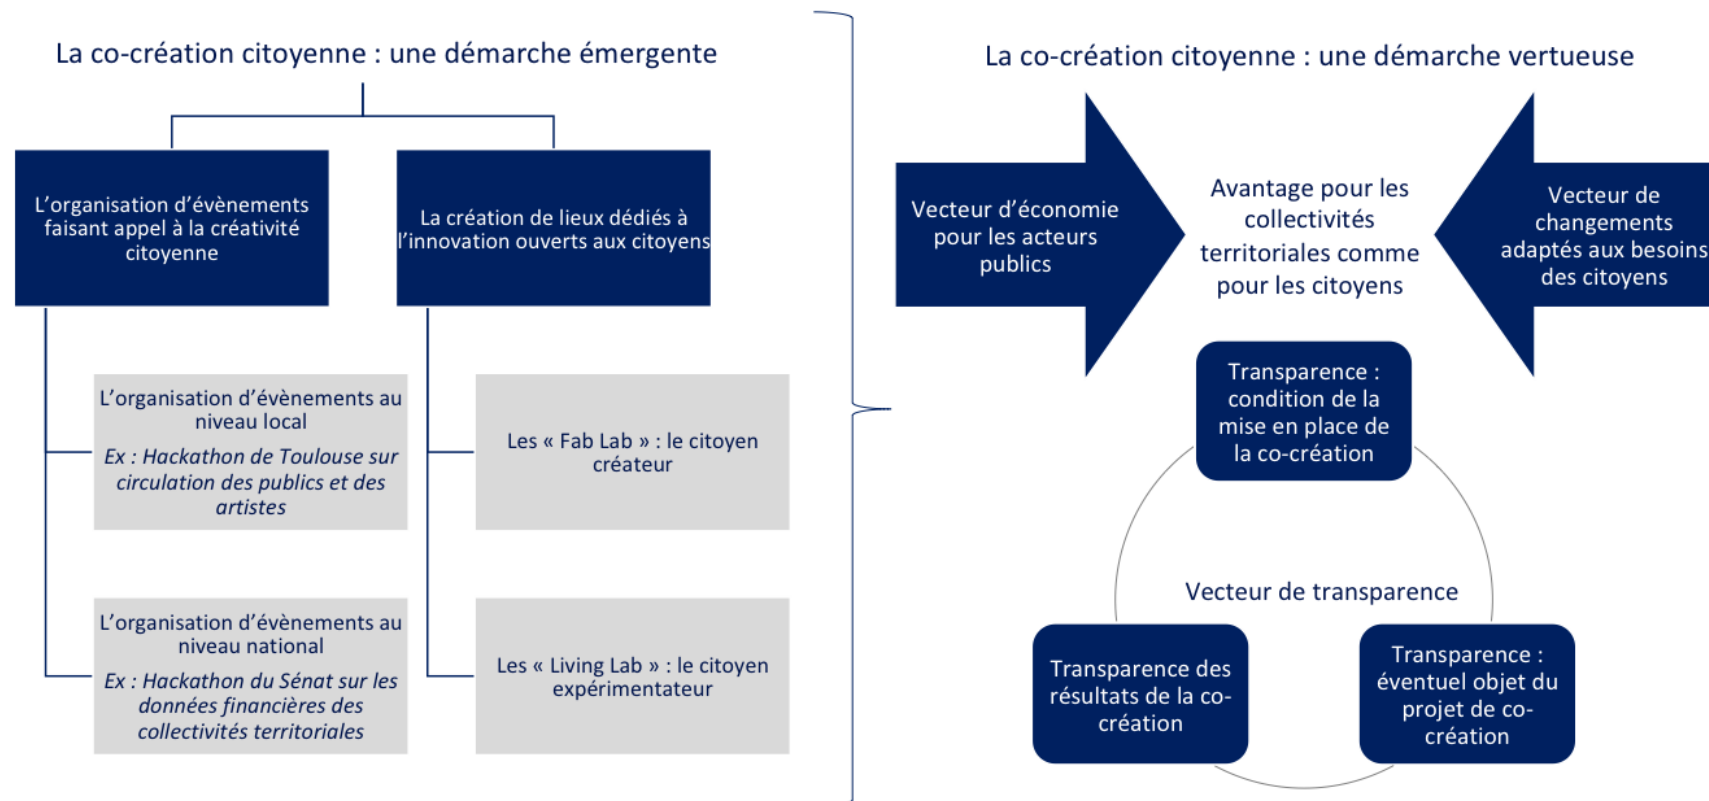 La co-création citoyenne : une démarche émergente
L’organisation d’évènements
faisant appel à la créativité
citoyenne
La création de lieux dédiés à
l’innovation ouverts aux citoyens
L’organisation d’évènements au
niveau local
Ex : Hackathon de Toulouse sur
circulation des publics et des
artistes
Les « Fab Lab » : le citoyen
créateur
L’organisation d’évènements au
niveau national
Ex : Hackathon du Sénat sur les
données financières des
collectivités territoriales
Les « Living Lab » : le citoyen
expérimentateur
La co-création citoyenne : une démarche vertueuse
Vecteur d’économie
pour les acteurs
publics
Avantage pour les
collectivités
territoriales comme
pour les citoyens
Vecteur de
changements
adaptés aux besoins
des citoyens
Transparence :
condition de la
mise en place de
la co-création
Vecteur de transparence
Transparence des
résultats de la co-
création
Transparence :
éventuel objet du
projet de co-
création